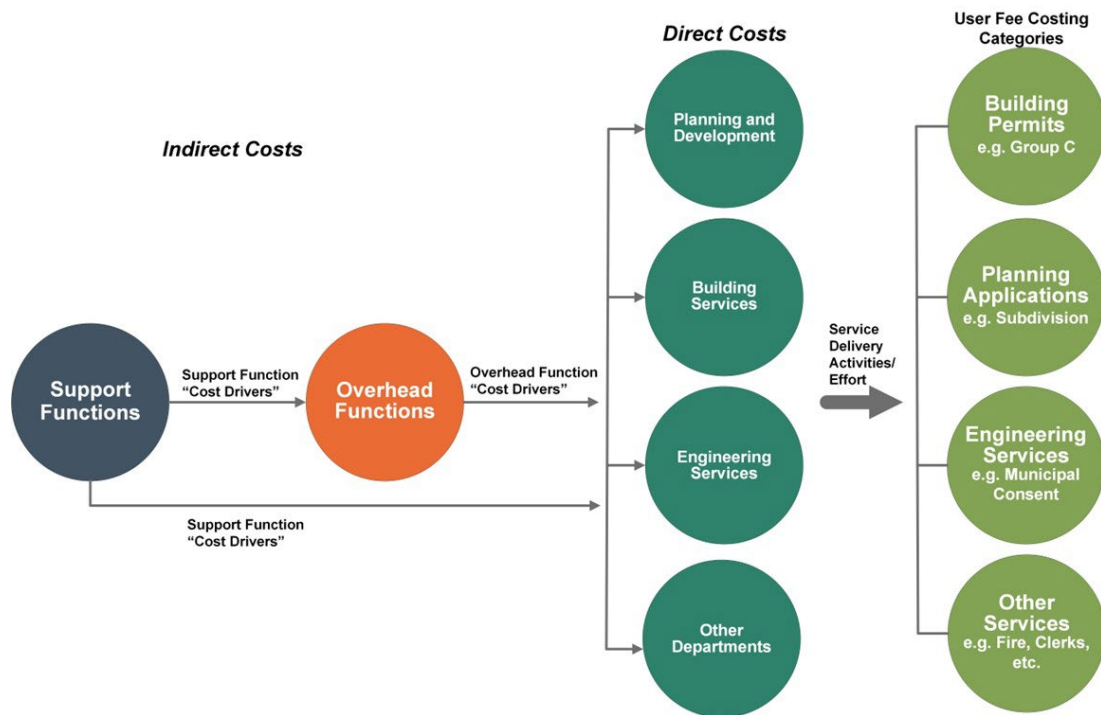 Indirect Costs
Support
Functions
Support Function
“Cost Drivers”
Overhead
Functions
Overhead Function
“Cost Drivers”
Support Function
“Cost Drivers”
Direct Costs
Planning and
Development
Building
Services
Engineering
Services
Other
Departments
Service
Delivery
Activities/
Effort
User Fee Costing
Categories
Building
Permits
e.g. Group C
Planning
Applications
e.g. Subdivision
Engineering
Services
e.g. Municipal
Consent
Other
Services
e.g. Fire, Clerks,
etc.